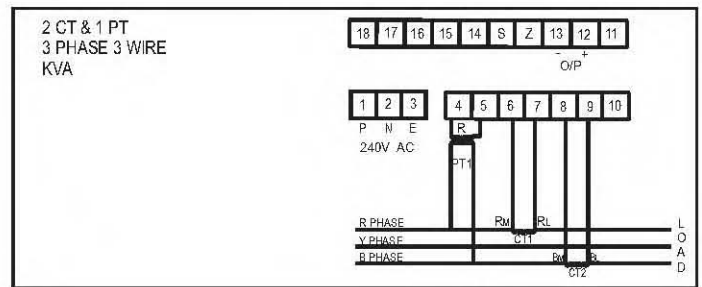 2 CT & 1 PT
3 PHASE 3 WIRE
KVA
18 17 16 15 14 S Z 13 12 11
- +
O/P
1 2 3 4 5 6 7 8 9 10
P N E R
240V AC
PT1
R PHASE RM RL L
CT1 O
Y PHASE A
B PHASE BM BL D
CT2